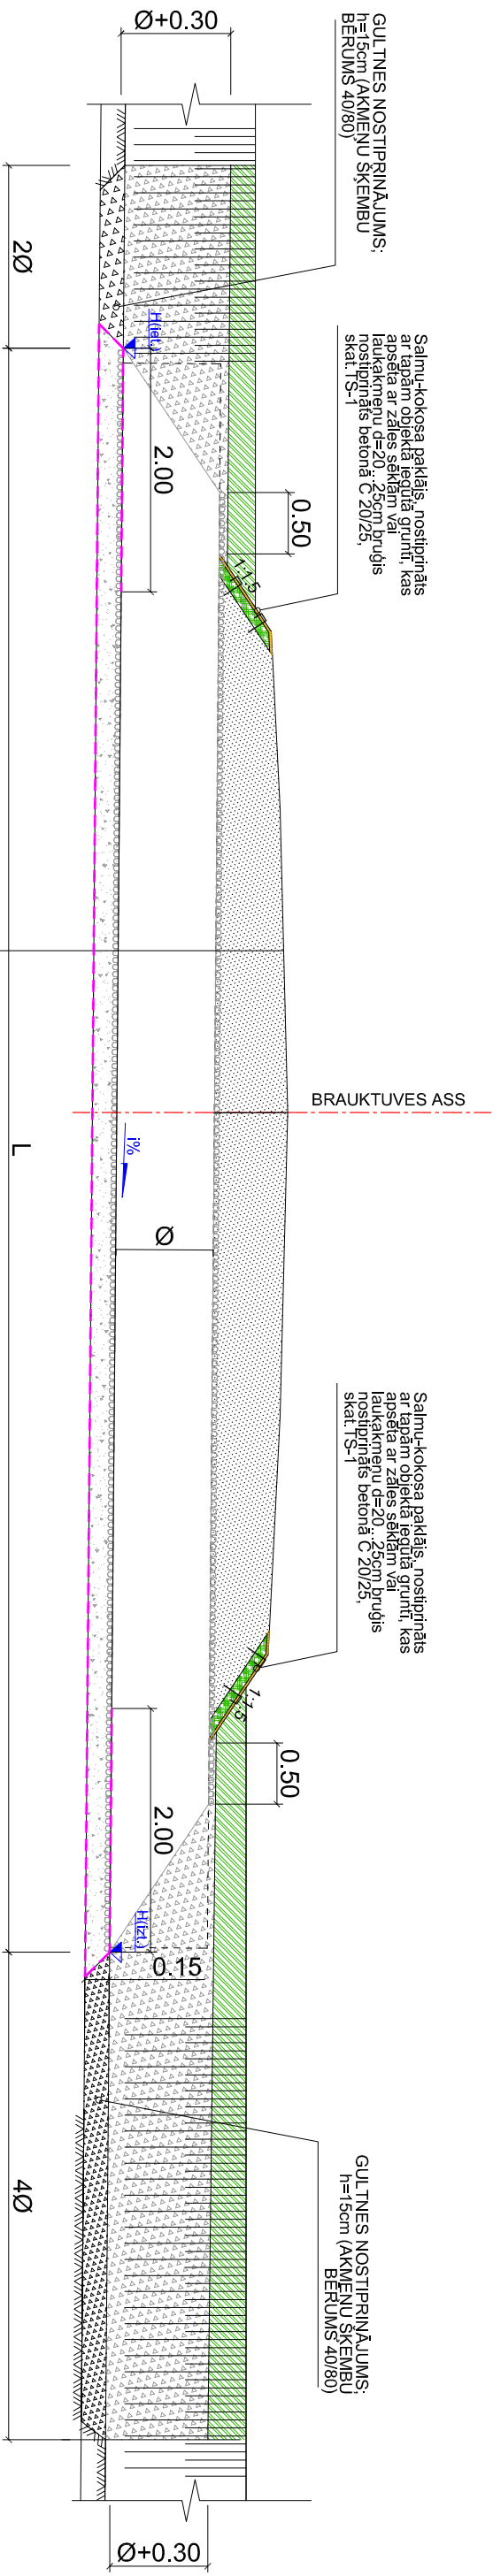 Ø+0.30
GULTNES NOSTIPRINĀJUMS;
h=15cm (AKMEŅU ŠĶEMBU
BĒRUMS 40/80)
2Ø
H(iet.)
2.00
0.50
1:1.5
Salmu-kokosa paklājs, nostiprināts
ar tapām objektā iegūtā gruntī, kas
apsēta ar zāles sēklām vai
laukakmeņu d=20...25cm bruģis
nostiprināts betonā C 20/25,
skat.TS-1
BRAUKTUVES ASS
i%
L
Ø
Salmu-kokosa paklājs, nostiprināts
ar tapām objektā iegūtā gruntī, kas
apsēta ar zāles sēklām vai
laukakmeņu d=20...25cm bruģis
nostiprināts betonā C 20/25,
skat.TS-1
1:1.5
0.50
2.00
H(izt.)
0.15
4Ø
GULTNES NOSTIPRINĀJUMS;
h=15cm (AKMEŅU ŠĶEMBU
BĒRUMS 40/80)
Ø+0.30